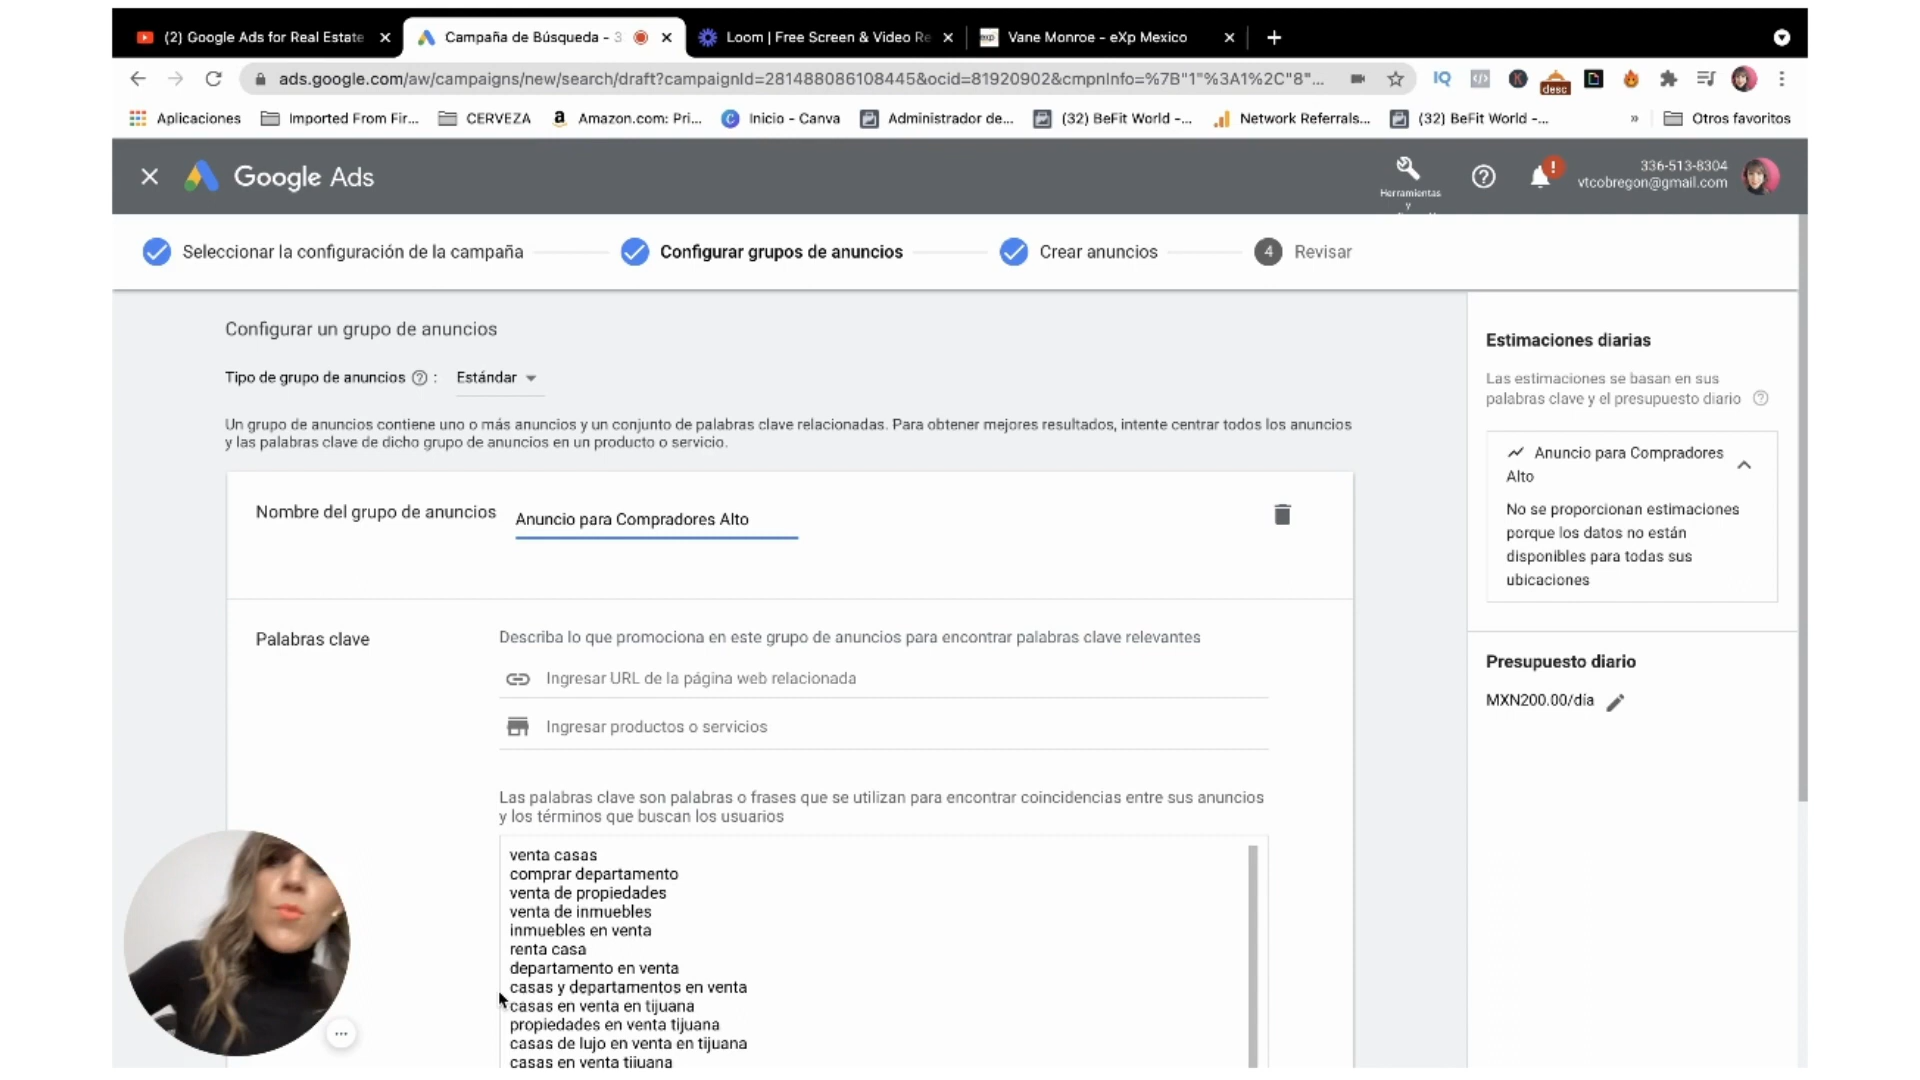 (2) Google Ads for Real Estate
Campaña de Búsqueda - 3
Loom | Free Screen & Video Re
Vane Monroe - eXp Mexico
ads.google.com/aw/campaigns/new/search/draft?campaignId=281488086108445&ocid=81920902&cmpnInfo=%7B"1"%3A1%2C"8"...
IQ
desc
Aplicaciones
Imported From Fir...
CERVEZA
Amazon.com: Pri...
Inicio - Canva
Administrador de...
(32) BeFit World -...
Network Referrals...
(32) BeFit World -...
»
Otros favoritos
Google Ads
Herramientas
y
336-513-8304
vtcobregon@gmail.com
Seleccionar la configuración de la campaña
Configurar grupos de anuncios
Crear anuncios
4 Revisar
Configurar un grupo de anuncios
Tipo de grupo de anuncios ? : Estándar
Un grupo de anuncios contiene uno o más anuncios y un conjunto de palabras clave relacionadas. Para obtener mejores resultados, intente centrar todos los anuncios
y las palabras clave de dicho grupo de anuncios en un producto o servicio.
Nombre del grupo de anuncios
Anuncio para Compradores Alto
Palabras clave
Describa lo que promociona en este grupo de anuncios para encontrar palabras clave relevantes
Ingresar URL de la página web relacionada
Ingresar productos o servicios
Las palabras clave son palabras o frases que se utilizan para encontrar coincidencias entre sus anuncios
y los términos que buscan los usuarios
venta casas
comprar departamento
venta de propiedades
venta de inmuebles
inmuebles en venta
renta casa
departamento en venta
casas y departamentos en venta
casas en venta en tijuana
propiedades en venta tijuana
casas de lujo en venta en tijuana
casas en venta tijuana
Estimaciones diarias
Las estimaciones se basan en sus
palabras clave y el presupuesto diario
Anuncio para Compradores
Alto
No se proporcionan estimaciones
porque los datos no están
disponibles para todas sus
ubicaciones
Presupuesto diario
MXN200.00/día